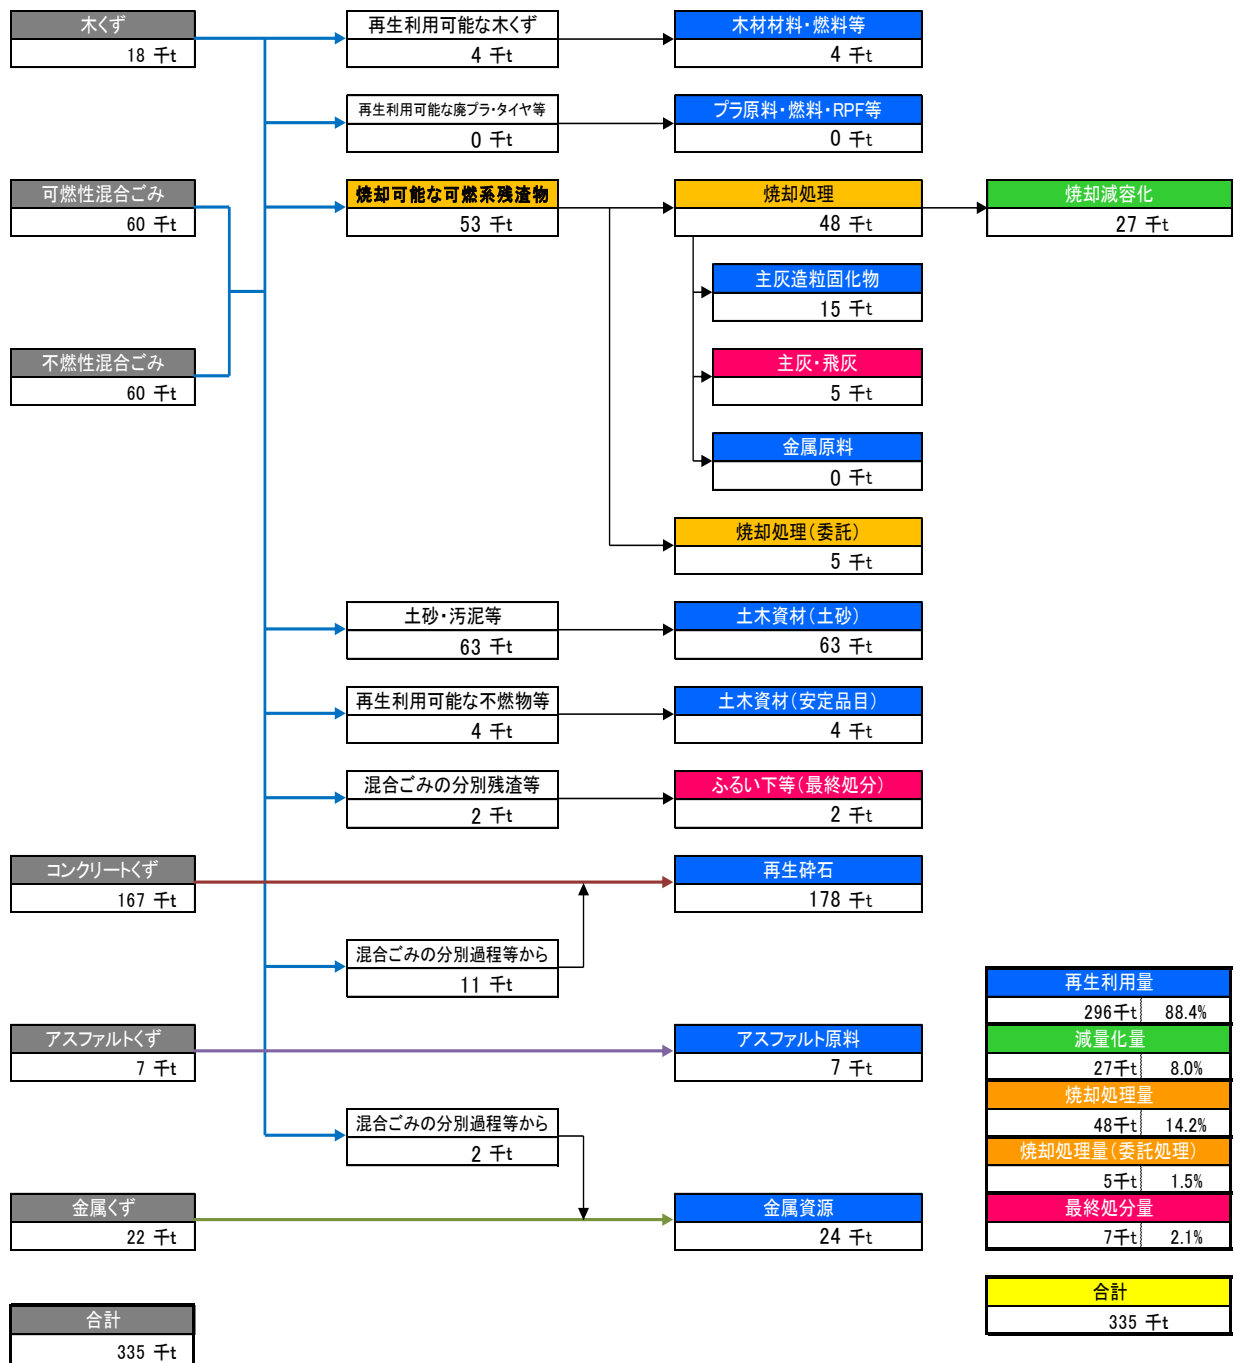 木くず
18 千t
再生利用可能な木くず
4 千t
木材材料・燃料等
4 千t
再生利用可能な廃プラ・タイヤ等
0 千t
プラ原料・燃料・RPF等
0 千t
可燃性混合ごみ
60 千t
焼却可能な可燃系残渣物
53 千t
焼却処理
48 千t
焼却減容化
27 千t
主灰造粒固化物
15 千t
不燃性混合ごみ
60 千t
主灰・飛灰
5 千t
金属原料
0 千t
焼却処理(委託)
5 千t
土砂・汚泥等
63 千t
土木資材(土砂)
63 千t
再生利用可能な不燃物等
4 千t
土木資材(安定品目)
4 千t
混合ごみの分別残渣等
2 千t
ふるい下等(最終処分)
2 千t
コンクリートくず
167 千t
再生砕石
178 千t
混合ごみの分別過程等から
11 千t
アスファルトくず
7 千t
アスファルト原料
7 千t
混合ごみの分別過程等から
2 千t
金属くず
22 千t
金属資源
24 千t
合計
335 千t
再生利用量
296千t 88.4%
減量化量
27千t 8.0%
焼却処理量
48千t 14.2%
焼却処理量(委託処理)
5千t 1.5%
最終処分量
7千t 2.1%
合計
335 千t